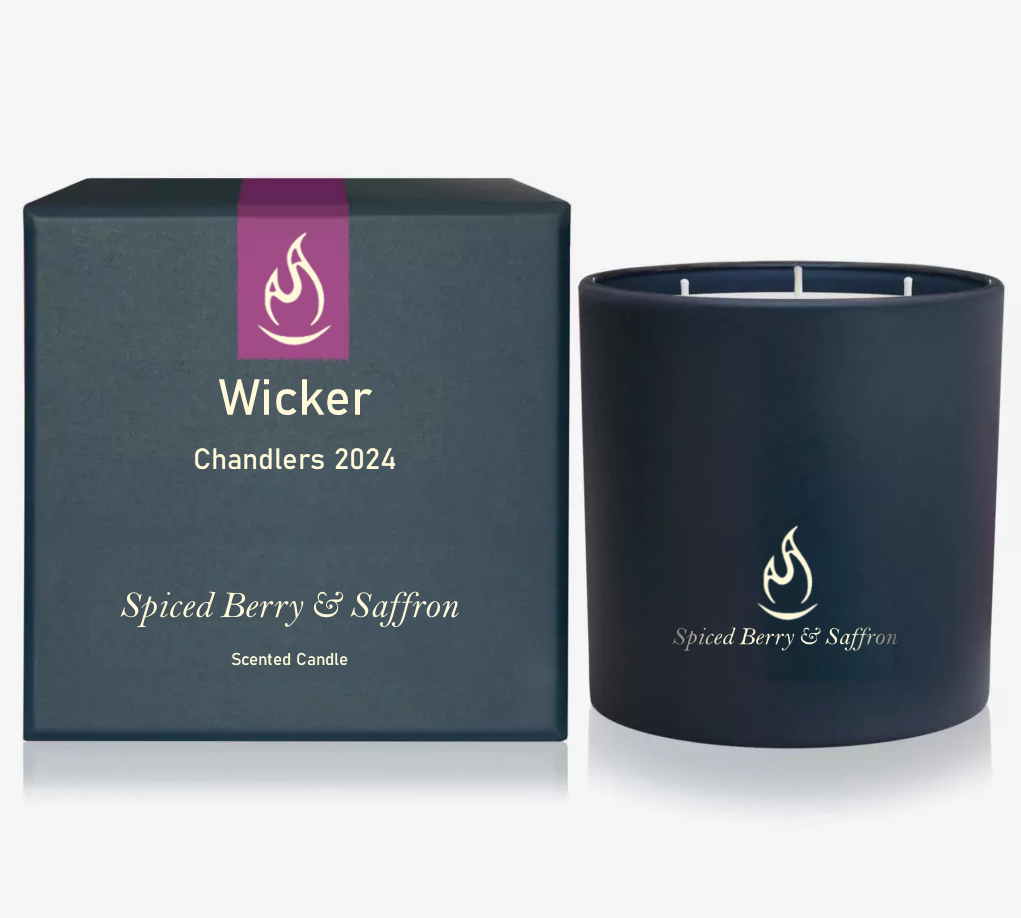 Wicker
Chandlers 2024
Spiced Berry & Saffron
Scented Candle
Spiced Berry & Saffron